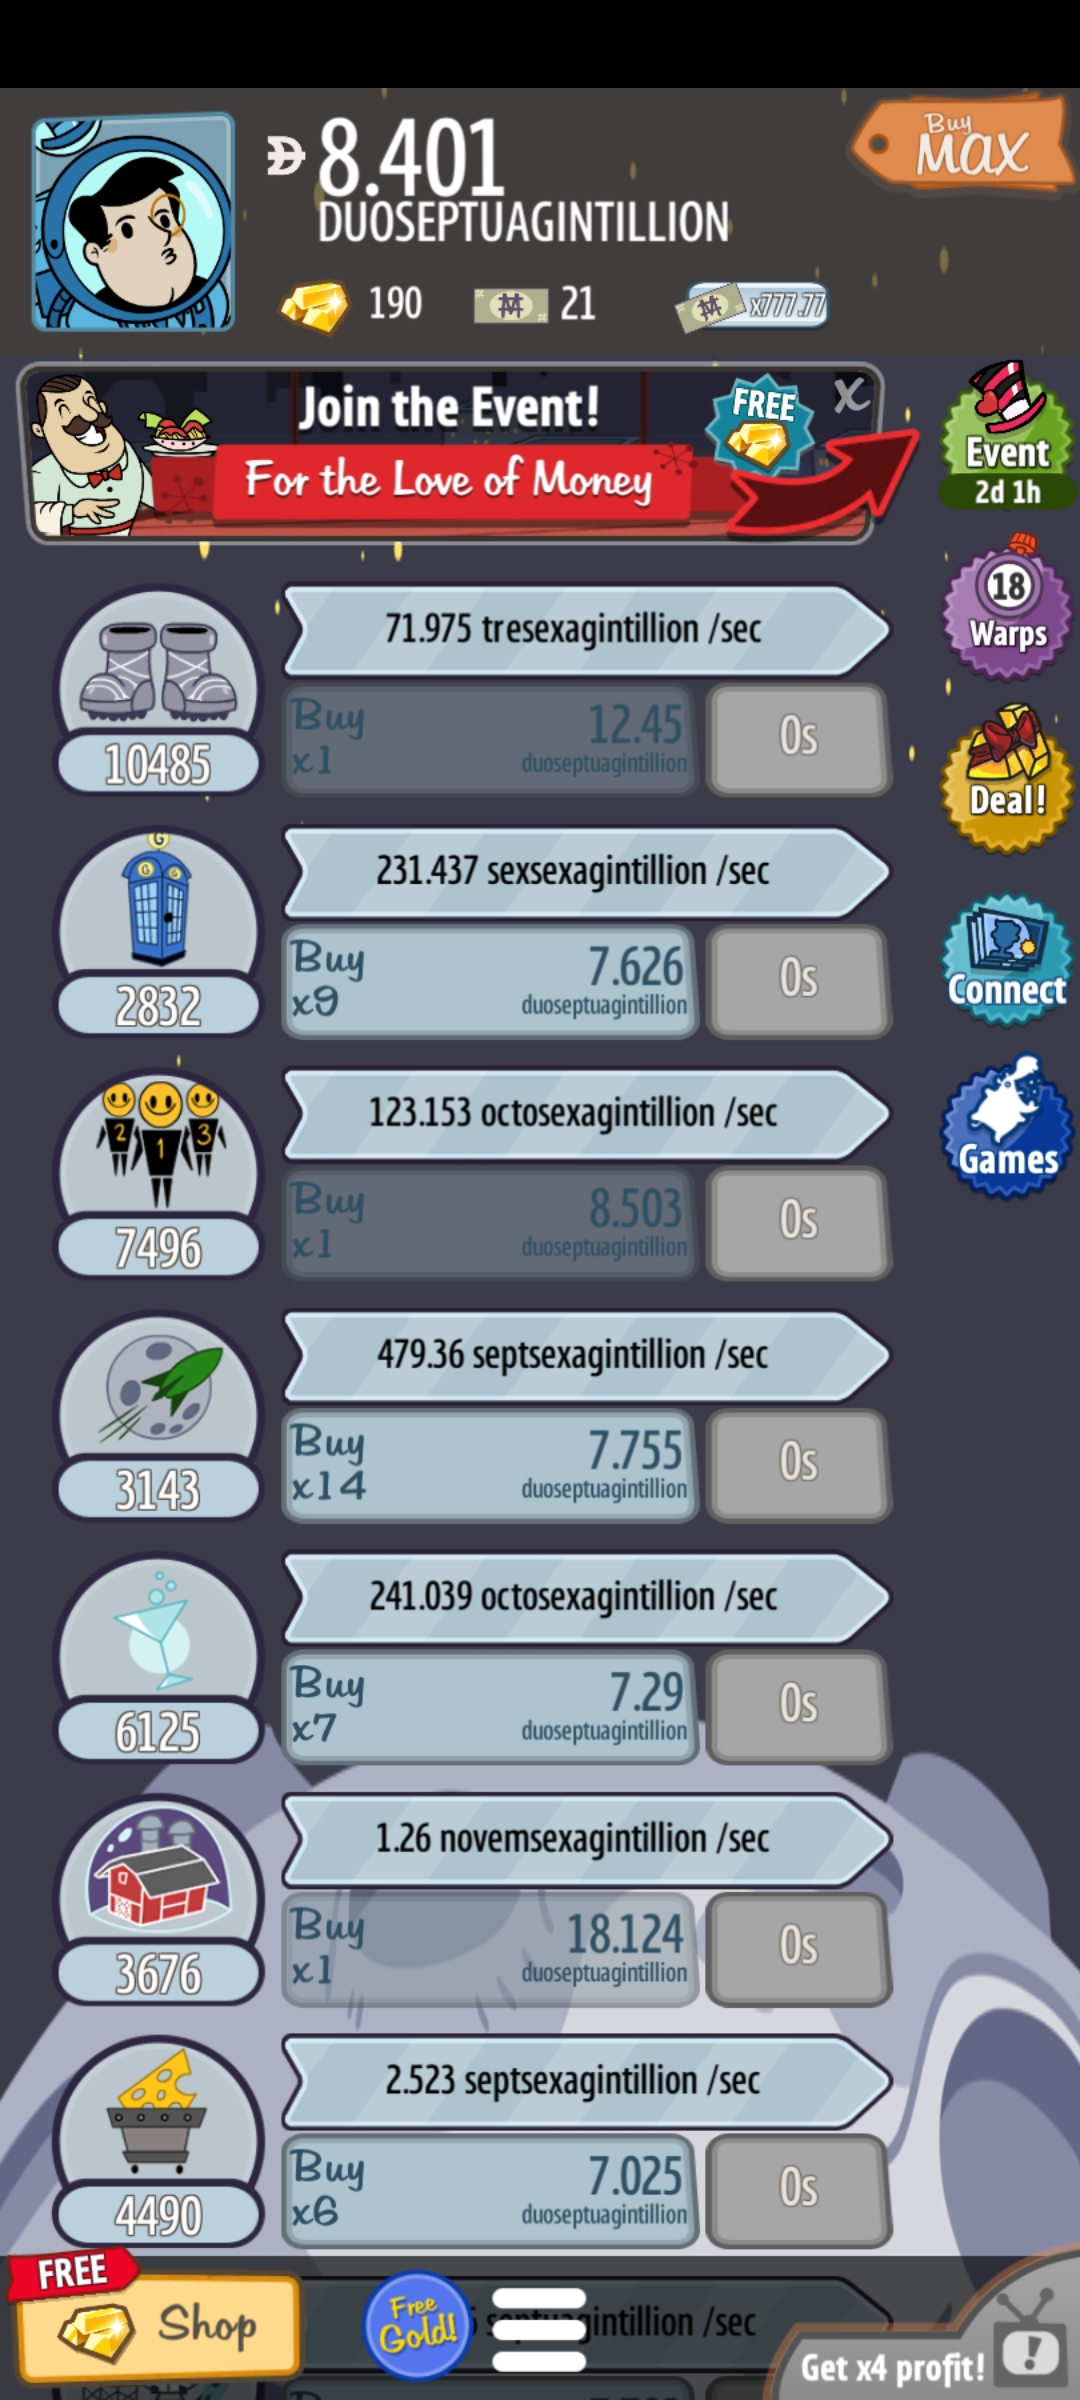 8.401
DUOSEPTUAGINTILLION
Buy
MAX
190
21
x777.77
Join the Event!
For the Love of Money
FREE
X
Event
2d 1h
71.975 tresexagintillion /sec
Buy
x1
12.45
duoseptuagintillion
0s
10485
18
Warps
Deal!
231.437 sexsexagintillion /sec
Buy
x9
7.626
duoseptuagintillion
0s
2832
G
G
G
Connect
123.153 octosexagintillion /sec
Buy
x1
8.503
duoseptuagintillion
0s
2
1
3
7496
Games
479.36 septsexagintillion /sec
Buy
x14
7.755
duoseptuagintillion
0s
3143
241.039 octosexagintillion /sec
Buy
x7
7.29
duoseptuagintillion
0s
6125
1.26 novemsexagintillion /sec
Buy
x1
18.124
duoseptuagintillion
0s
3676
2.523 septsexagintillion /sec
Buy
x6
7.025
duoseptuagintillion
0s
4490
FREE
Shop
Free
Gold!
/sec
Get x4 profit!